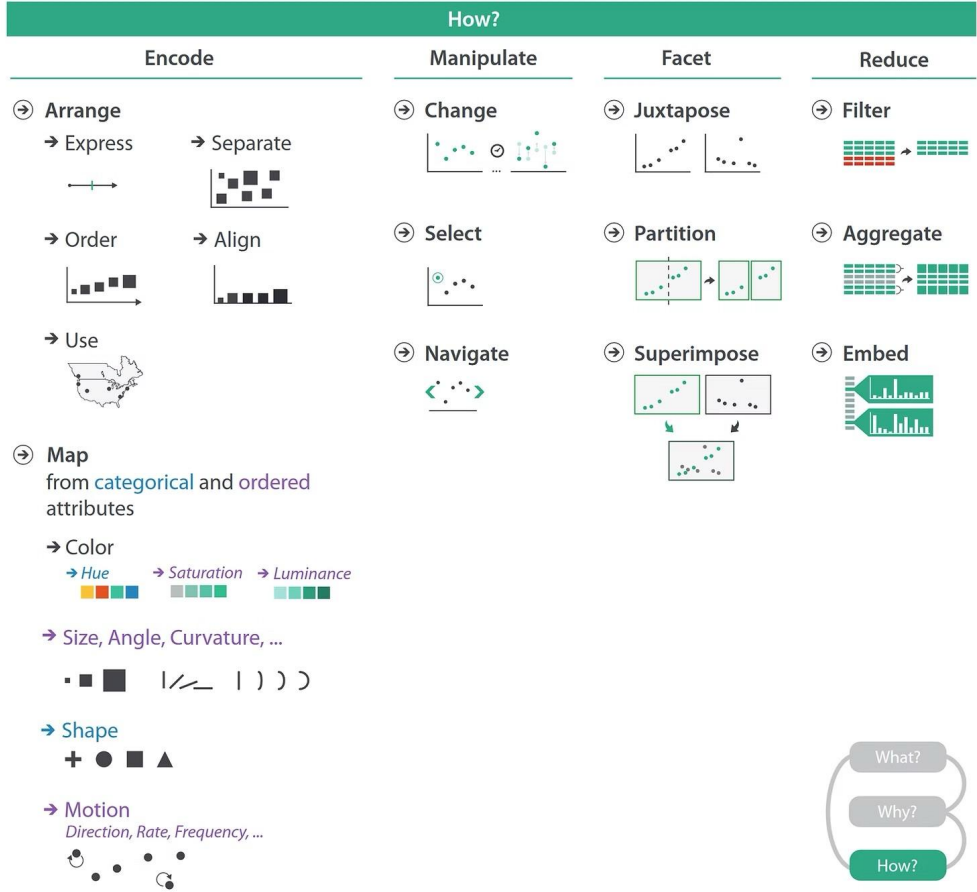 How?
Encode
Manipulate
Facet
Reduce
Arrange
Express
Separate
Order
Align
Use
Map
from categorical and ordered
attributes
Color
Hue
Saturation
Luminance
Size, Angle, Curvature, ...
Shape
Motion
Direction, Rate, Frequency, ...
Change
...
Select
Navigate
Juxtapose
Partition
Superimpose
Filter
Aggregate
Embed
What?
Why?
How?